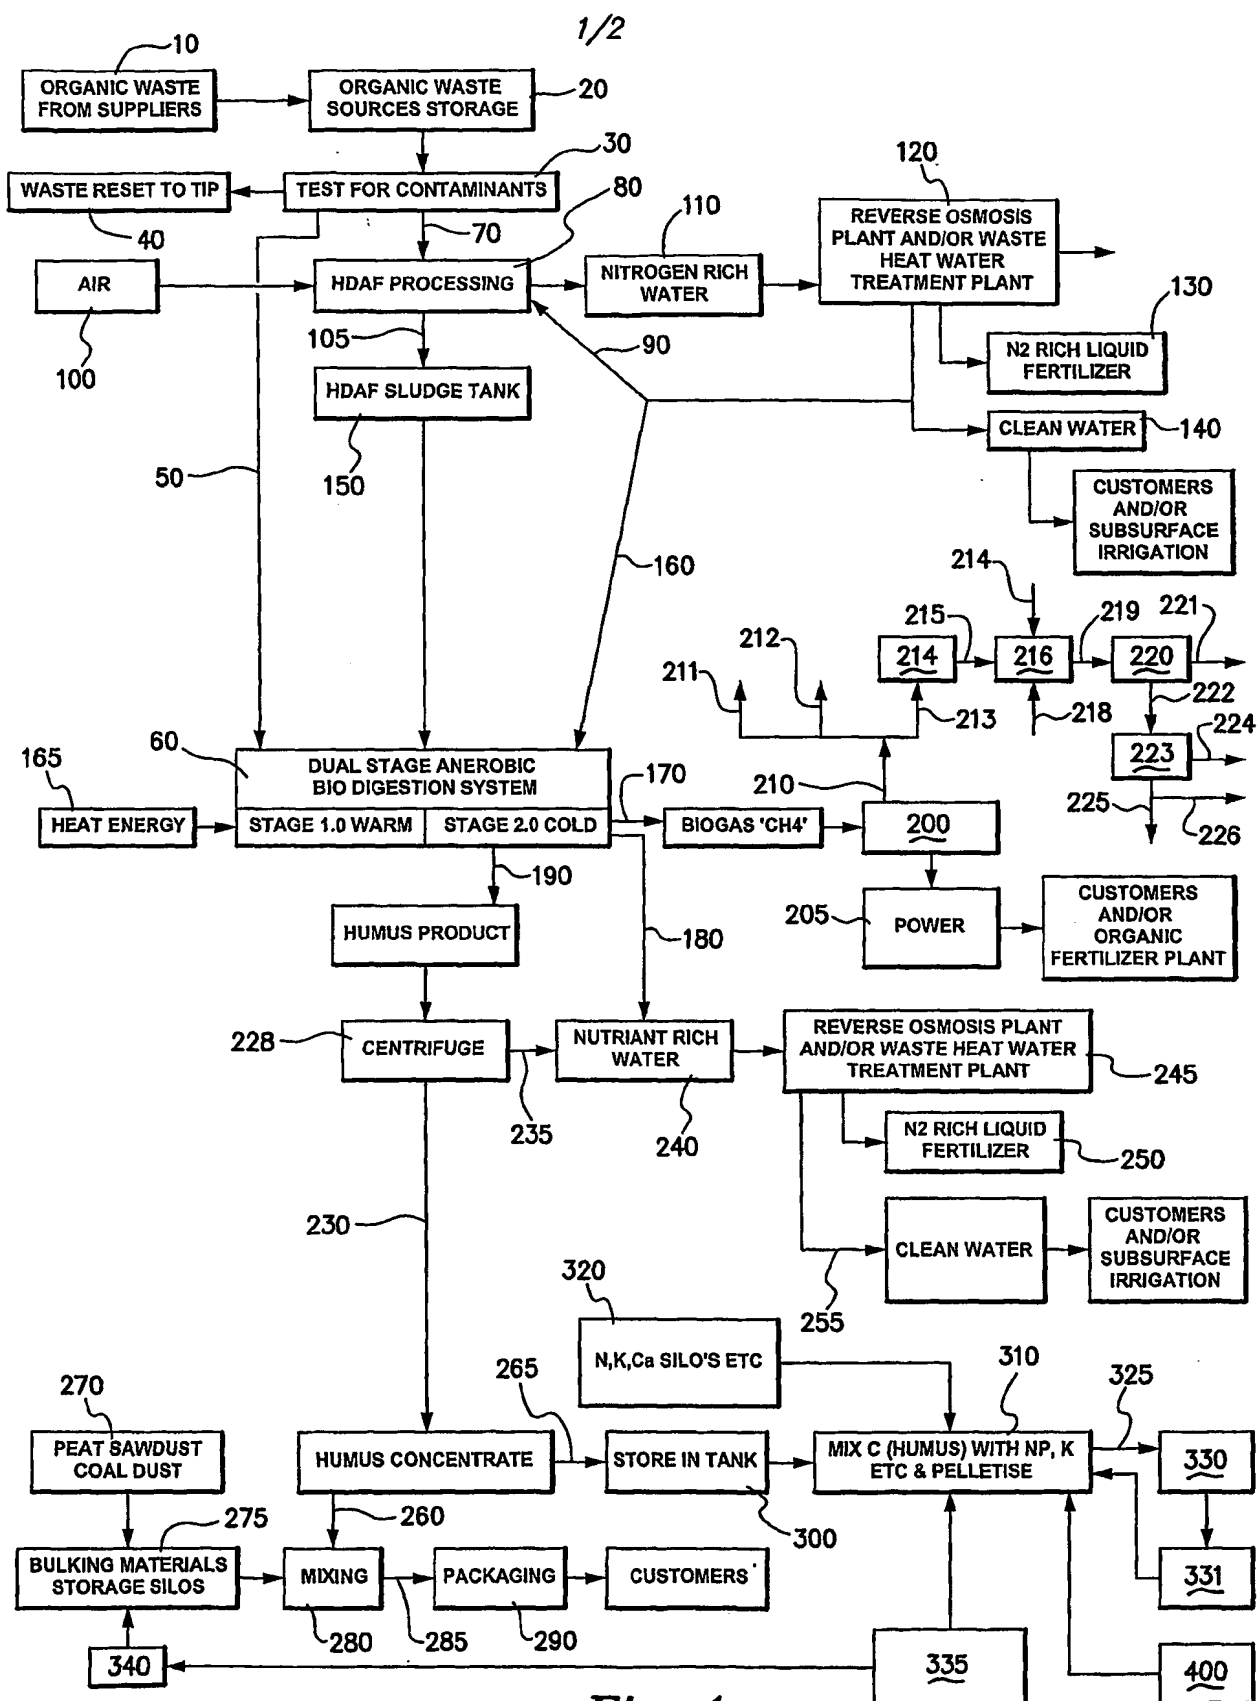 1/2
10
ORGANIC WASTE
FROM SUPPLIERS
ORGANIC WASTE
SOURCES STORAGE
20
30
WASTE RESET TO TIP
TEST FOR CONTAMINANTS
40
70
80
AIR
100
HDAF PROCESSING
110
NITROGEN RICH
WATER
120
REVERSE OSMOSIS
PLANT AND/OR WASTE
HEAT WATER
TREATMENT PLANT
105
90
130
N2 RICH LIQUID
FERTILIZER
HDAF SLUDGE TANK
150
CLEAN WATER
140
50
CUSTOMERS
AND/OR
SUBSURFACE
IRRIGATION
160
214
215
219
221
211
212
214
216
220
213
218
222
223
224
210
225
226
60
DUAL STAGE ANEROBIC
BIO DIGESTION SYSTEM
165
HEAT ENERGY
STAGE 1.0 WARM
STAGE 2.0 COLD
170
BIOGAS 'CH4'
200
190
HUMUS PRODUCT
180
205
POWER
CUSTOMERS
AND/OR
ORGANIC
FERTILIZER PLANT
228
CENTRIFUGE
235
NUTRIANT RICH
WATER
240
REVERSE OSMOSIS PLANT
AND/OR WASTE HEAT WATER
TREATMENT PLANT
245
N2 RICH LIQUID
FERTILIZER
250
230
CLEAN WATER
255
CUSTOMERS
AND/OR
SUBSURFACE
IRRIGATION
320
N,K,Ca SILO'S ETC
270
PEAT SAWDUST
COAL DUST
HUMUS CONCENTRATE
265
STORE IN TANK
300
310
MIX C (HUMUS) WITH NP, K
ETC & PELLETISE
325
330
275
BULKING MATERIALS
STORAGE SILOS
260
MIXING
280
285
PACKAGING
290
CUSTOMERS
331
340
335
400